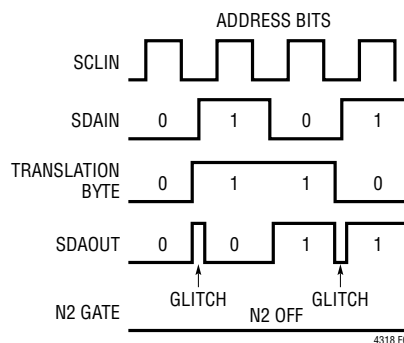 ADDRESS BITS
SCLIN
SDAIN 0 1 0 1
TRANSLATION
BYTE 0 1 1 0
SDAOUT 0 0 1 1
GLITCH GLITCH
N2 GATE N2 OFF
4318